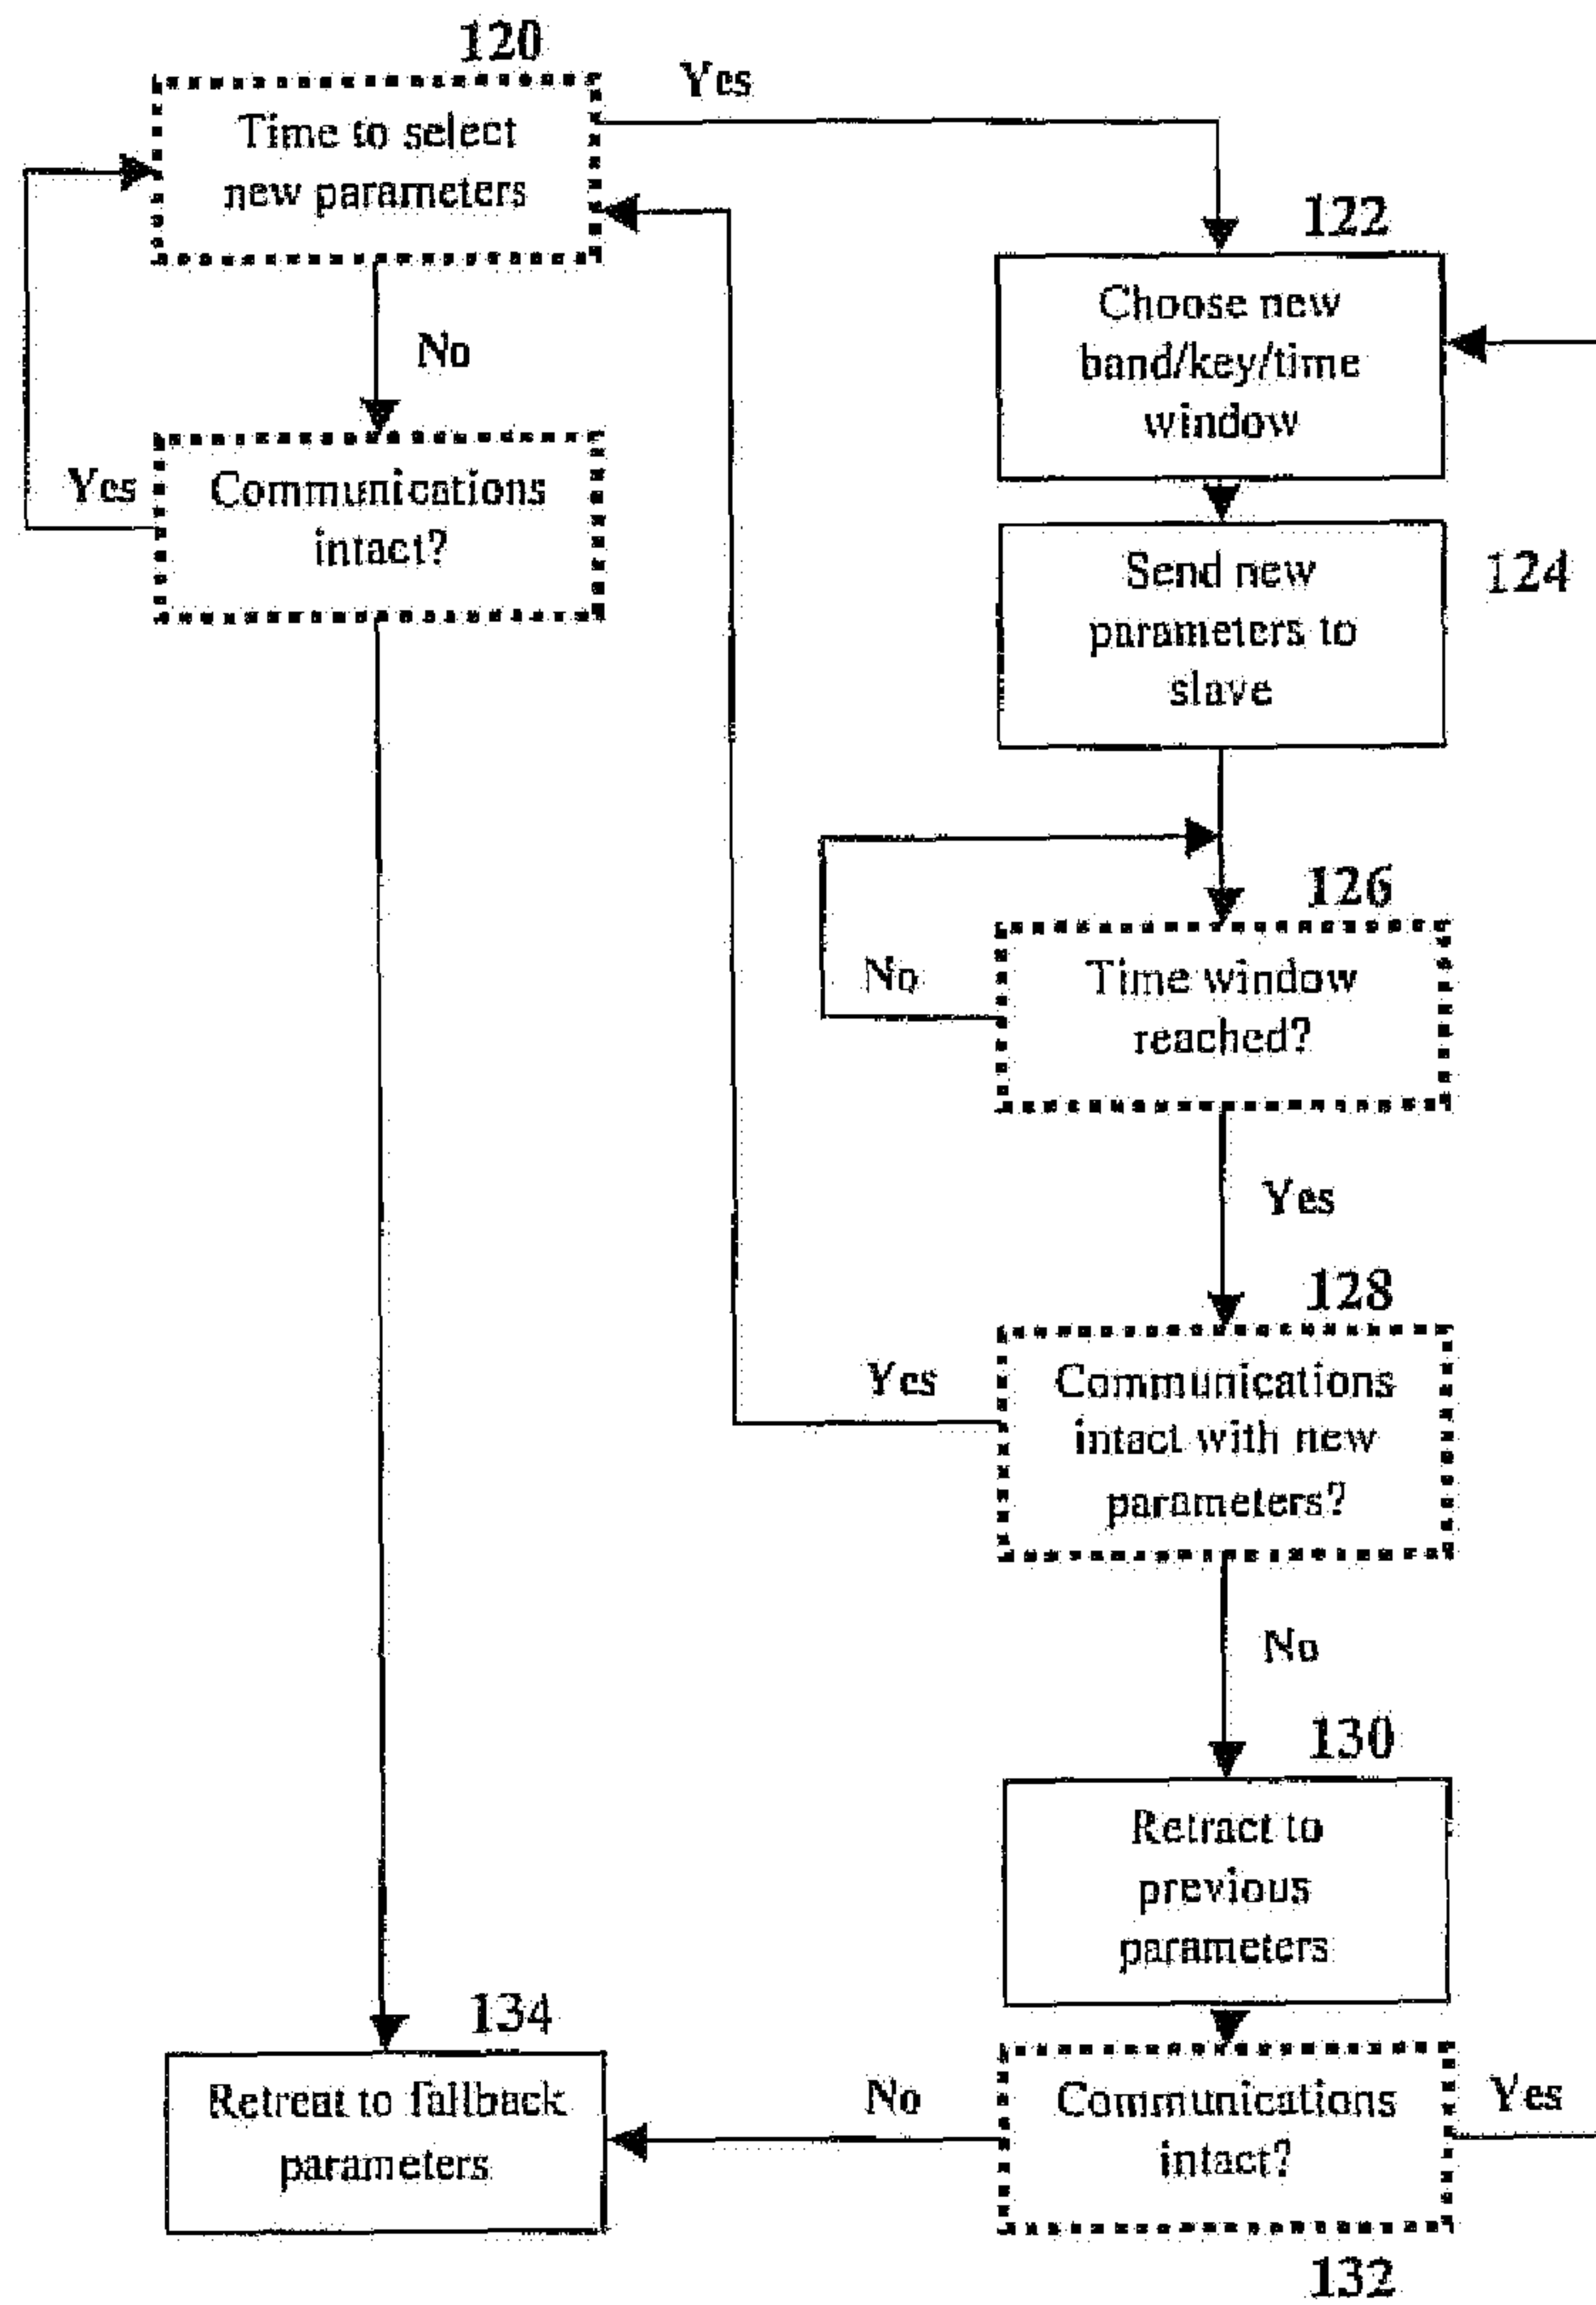 120
Time to select
new parameters
Yes
No
Communications
intact?
Yes
122
Choose new
band/key/time
window
124
Send new
parameters to
slave
126
Time window
reached?
No
Yes
128
Communications
intact with new
parameters?
Yes
No
130
Retract to
previous
parameters
132
Communications
intact?
No
Yes
134
Retreat to fallback
parameters